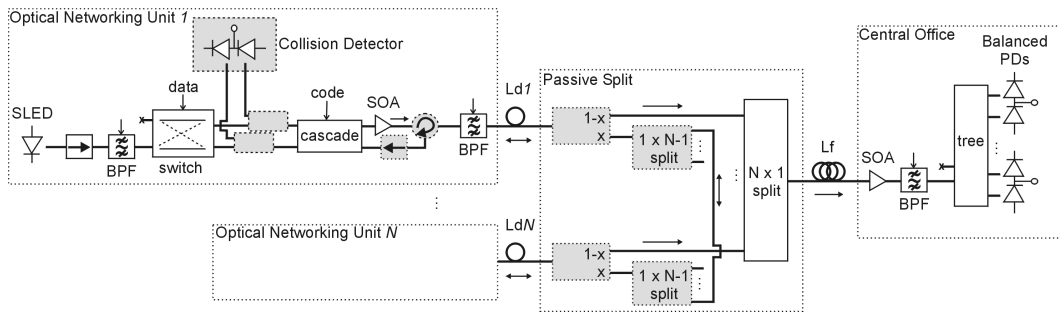 Optical Networking Unit 1
Collision Detector
SLED
data
code
SOA
cascade
BPF
switch
BPF
Ld1
Passive Split
1-x
x
1 x N-1
split
N x 1
split
Lf
Central Office
Balanced
PDs
SOA
BPF
tree
Optical Networking Unit N
LdN
1-x
x
1 x N-1
split